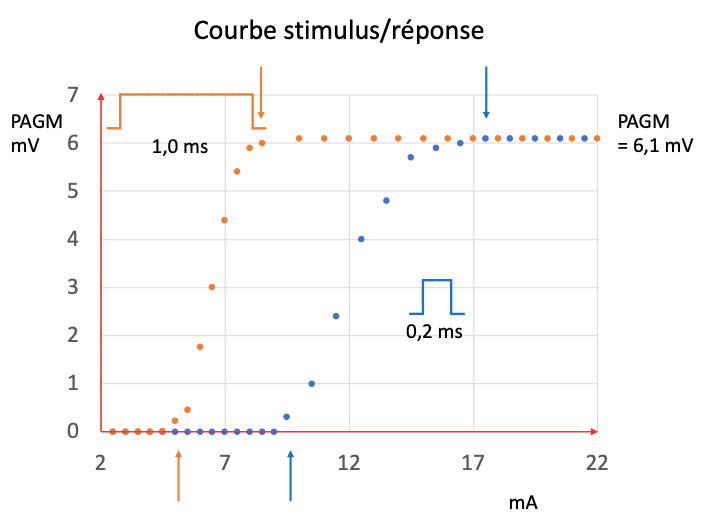 Courbe stimulus/réponse
7
PAGM
mV
1,0 ms
PAGM
= 6,1 mV
6
5
4
3
2
1
0
0,2 ms
2 7 12 17 22
mA